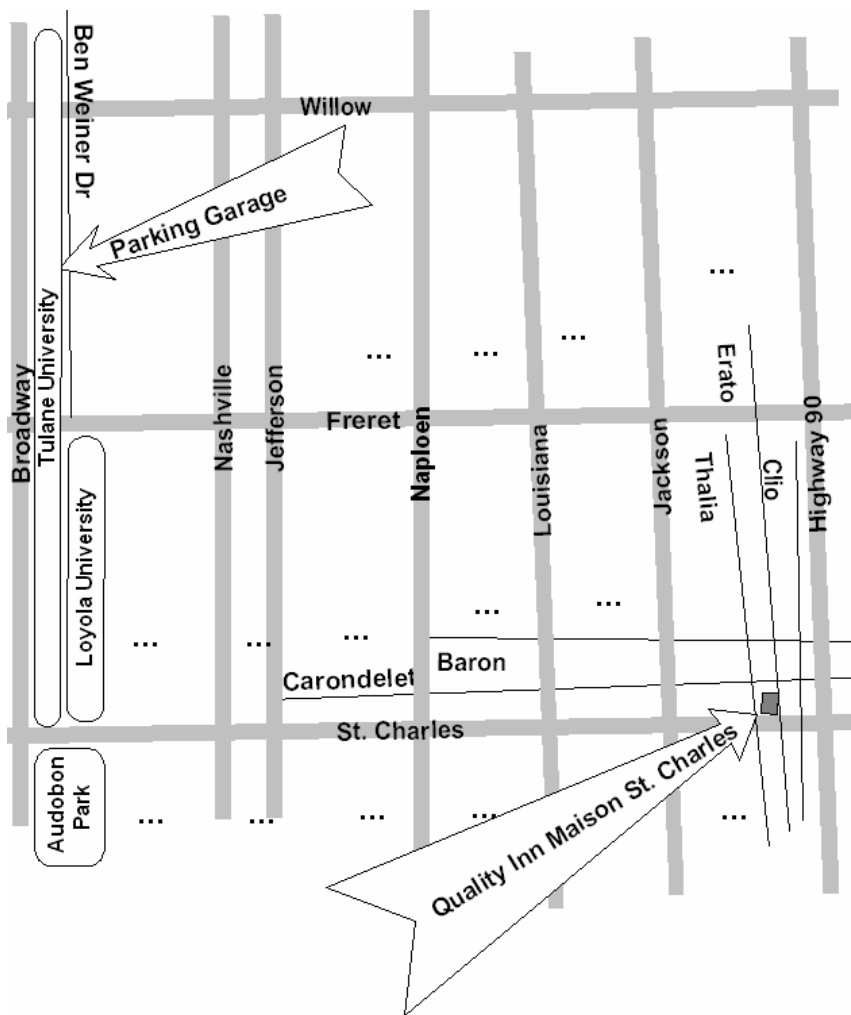 Ben Weiner Dr
Willow
Parking Garage
Broadway
Tulane University
Nashville
Jefferson
Freret
Naploen
Louisiana
Jackson
Erato
Thalia
Clio
Highway 90
Loyola University
...
...
...
...
...
...
...
...
...
Carondelet
Baron
St. Charles
Audobon
Park
Quality Inn Maison St. Charles
...
...
...
...
...